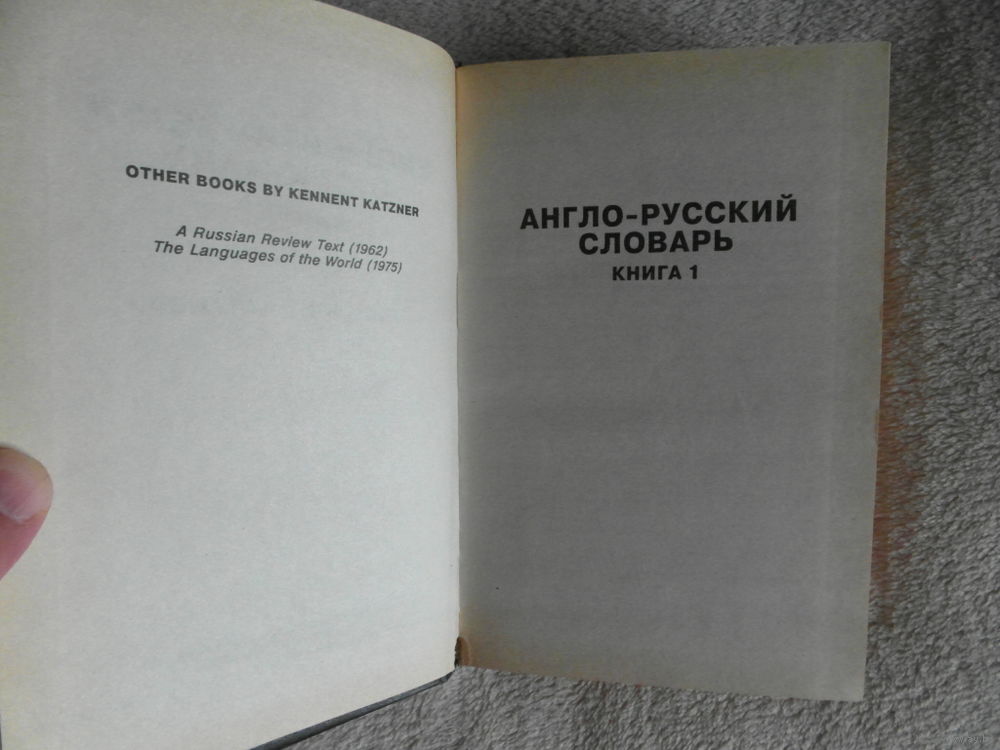 OTHER BOOKS BY KENNENT KATZNER
A Russian Review Text (1962)
The Languages of the World (1975)
АНГЛО-РУССКИЙ
СЛОВАРЬ
КНИГА 1